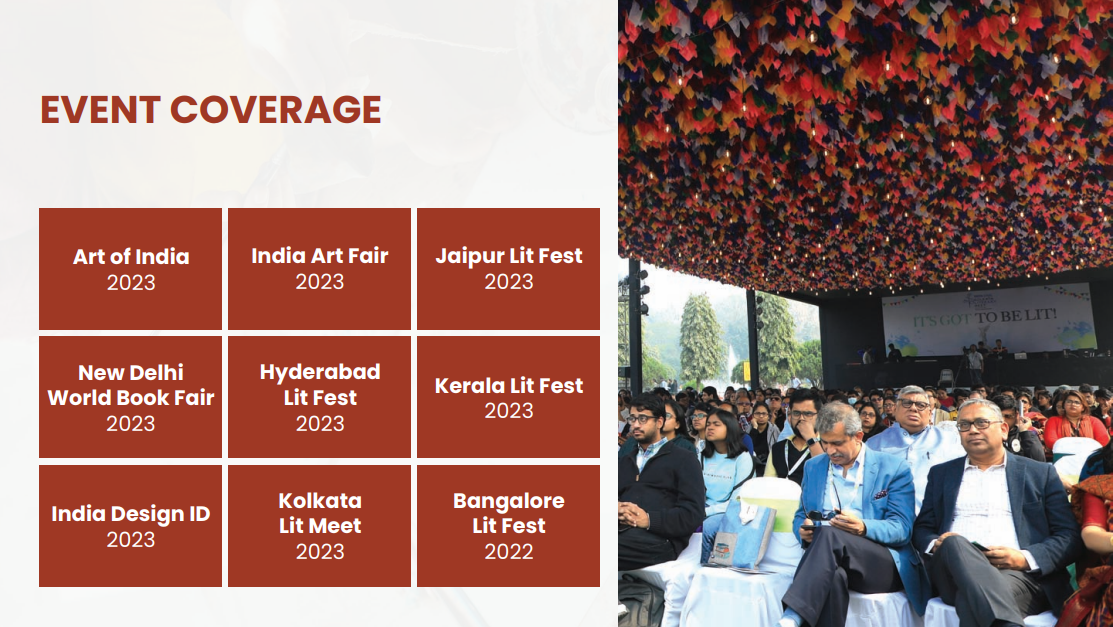 EVENT COVERAGE
Art of India
2023
India Art Fair
2023
Jaipur Lit Fest
2023
New Delhi
World Book Fair
2023
Hyderabad
Lit Fest
2023
Kerala Lit Fest
2023
India Design ID
2023
Kolkata
Lit Meet
2023
Bangalore
Lit Fest
2022
IT'S GOT TO BE LIT!